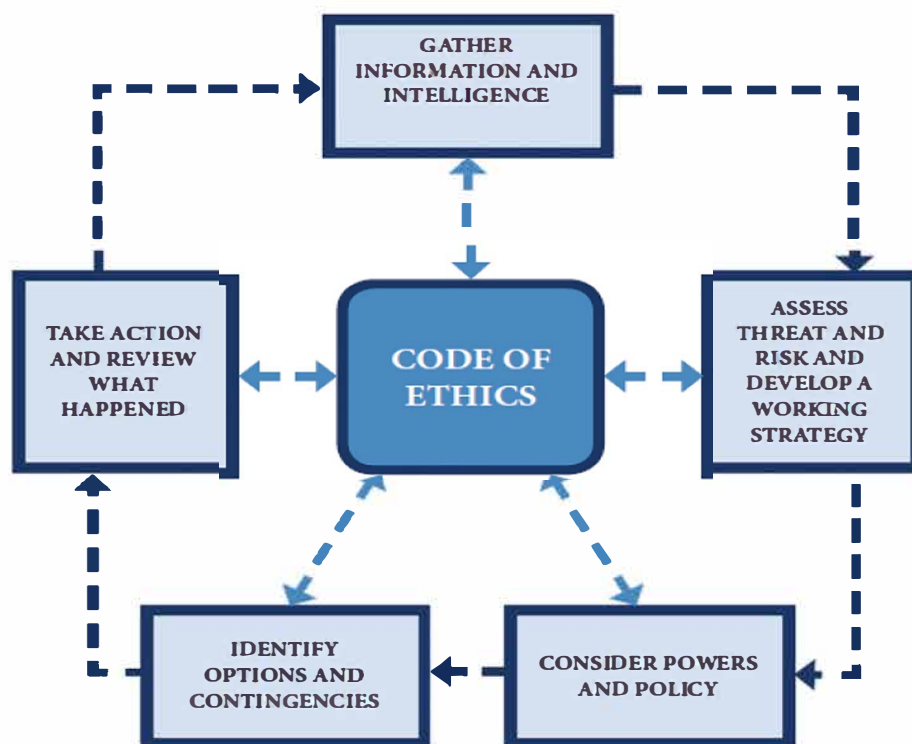 GATHER
INFORMATION AND
INTELLIGENCE
TAKE ACTION
AND REVIEW
WHAT
HAPPENED
CODE OF
ETHICS
ASSESS
THREAT AND
RISK AND
DEVELOP A
WORKING
STRATEGY
IDENTIFY
OPTIONS AND
CONTINGENCIES
CONSIDER POWERS
AND POLICY